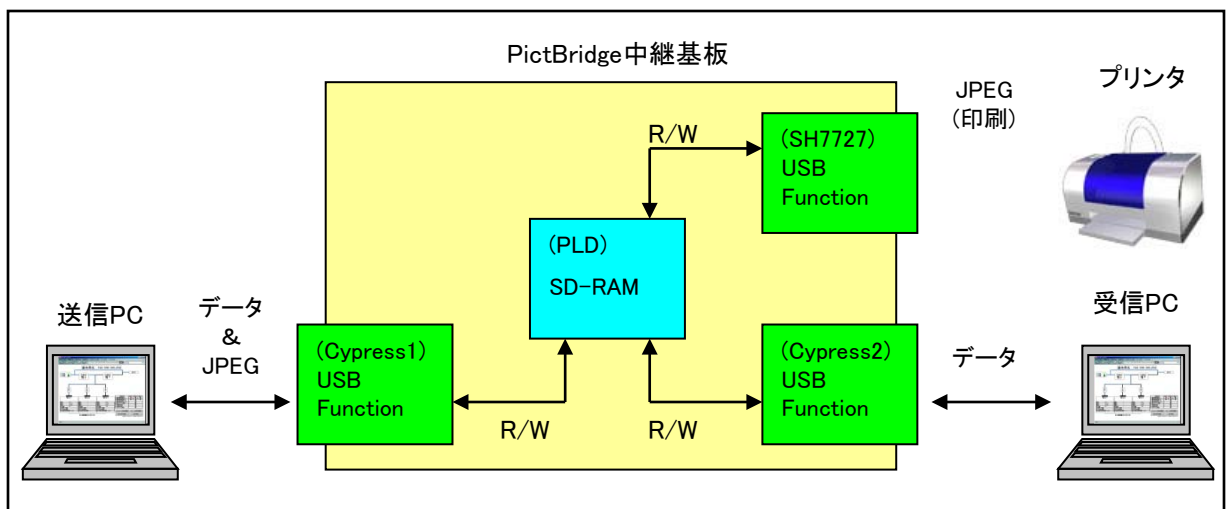 PictBridge中継基板
JPEG
(印刷)
プリンタ
R/W
(SH7727)
USB
Function
(PLD)
SD-RAM
送信PC
データ
&
JPEG
(Cypress1)
USB
Function
R/W
R/W
(Cypress2)
USB
Function
データ
受信PC